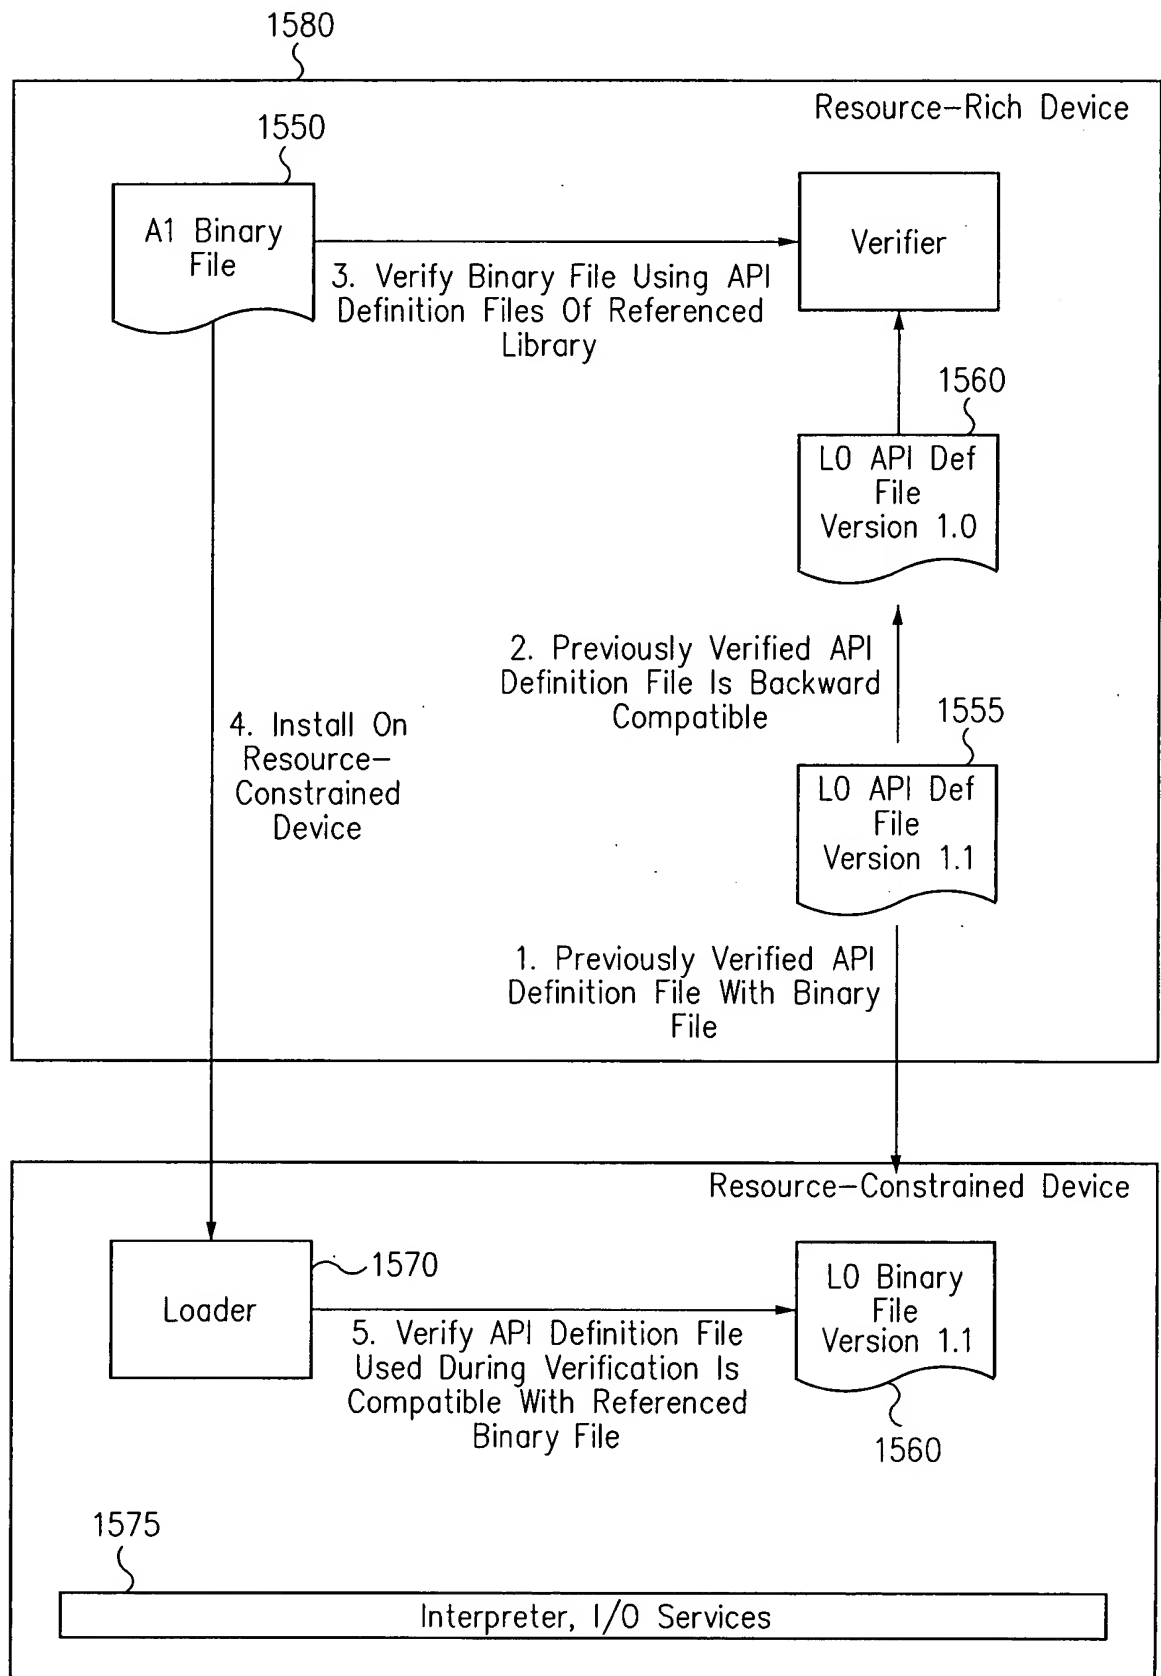 1580
Resource-Rich Device
1550
A1 Binary
File
Verifier
3. Verify Binary File Using API
Definition Files Of Referenced
Library
1560
L0 API Def
File
Version 1.0
2. Previously Verified API
Definition File Is Backward
Compatible
4. Install On
Resource-
Constrained
Device
1555
L0 API Def
File
Version 1.1
1. Previously Verified API
Definition File With Binary
File
Resource-Constrained Device
Loader
1570
L0 Binary
File
Version 1.1
5. Verify API Definition File
Used During Verification Is
Compatible With Referenced
Binary File
1560
1575
Interpreter, I/O Services